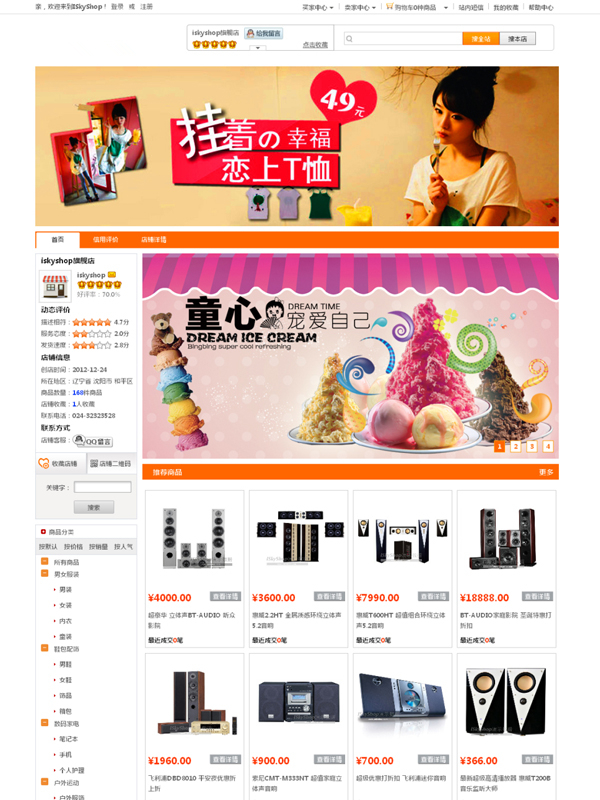 亲，欢迎来到iSkyShop！ 登录 或 注册
买家中心 卖家中心 购物车0种商品 站内短信 我的收藏 帮助中心
iskyshop旗舰店 给我留言
点击收藏
搜全站 搜本店
49元
挂着の幸福
恋上T恤
首页 信用评价 店铺详情
iskyshop旗舰店
iskyshop
好评率：70.0%
动态评价
描述相符： 4.7分
服务态度： 2.0分
发货速度： 2.8分
店铺信息
创店时间：2012-12-24
所在地区：辽宁省 沈阳市 和平区
商品数量：168件商品
店铺收藏：1人收藏
联系电话：024-32323528
联系方式
店铺客服： QQ留言
收藏店铺 店铺二维码
关键字：
搜索
商品分类
按默认 按价格 按销量 按人气
所有商品
男女服装
男装
女装
内衣
童装
鞋包配饰
男鞋
女鞋
饰品
箱包
数码家电
笔记本
手机
个人护理
户外运动
户外服饰
童心 DREAM TIME
宠爱自己
DREAM ICE CREAM
Bingbing super cool refreshing
1 2 3 4
推荐商品 更多
¥4000.00 查看详情
超豪华 立体声BT-AUDIO 听众影院
最近成交0笔
¥3600.00 查看详情
惠威2.2HT 全韩沐感环绕立体声5.2音响
最近成交0笔
¥7990.00 查看详情
惠威T600HT 超值组合环绕立体声5.2音响
最近成交0笔
¥18888.00 查看详情
BT-AUDIO家庭影院 圣诞特惠打折扣
最近成交0笔
¥1960.00 查看详情
飞利浦DBD8010 平安夜优惠折上折
¥900.00 查看详情
索尼CMT-M333NT 超值家庭立体声音响
¥700.00 查看详情
超级优惠打折扣 飞利浦迷你音响
¥366.00 查看详情
最新超级高清播放器 惠威T200B 音乐监听大师